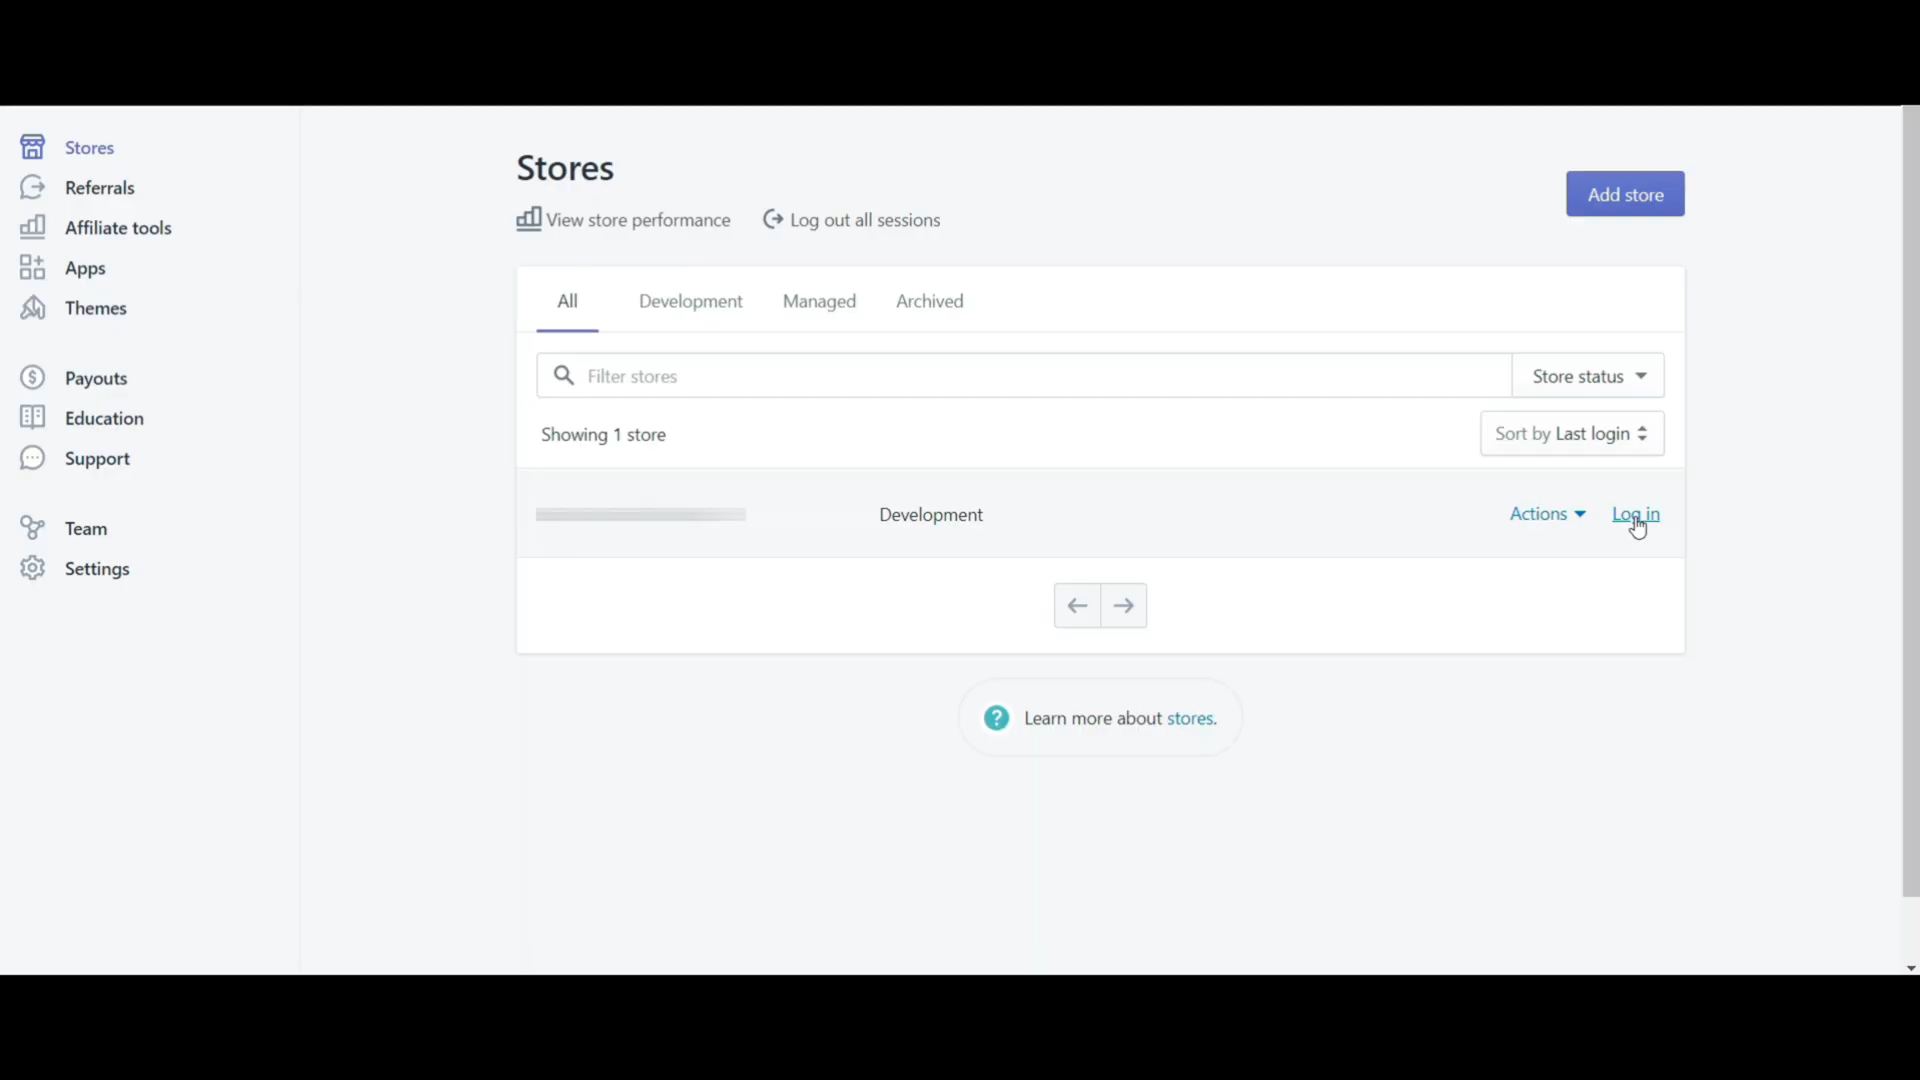 Stores
Referrals
Affiliate tools
Apps
Themes
Payouts
Education
Support
Team
Settings
Stores
View store performance
Log out all sessions
Add store
All
Development
Managed
Archived
Filter stores
Store status
Showing 1 store
Sort by Last login
Development
Actions
Log in
Learn more about stores.